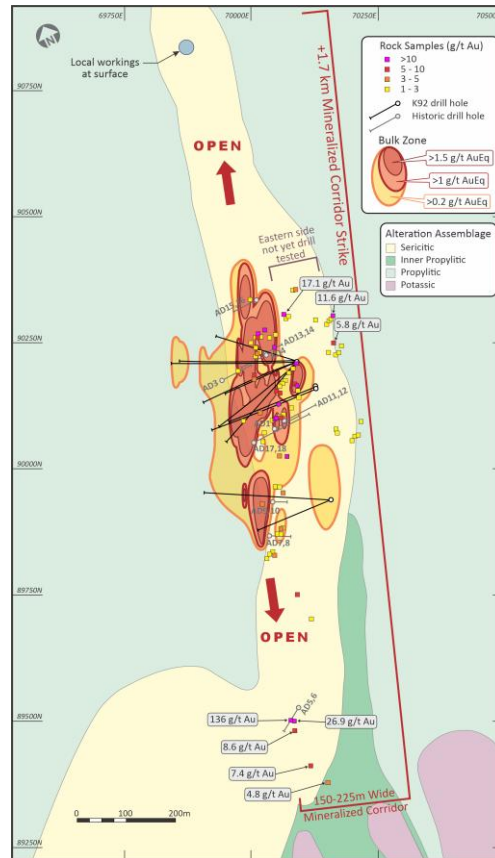 69750E
70000E
70250E
70500E
90750N
90500N
90250N
90000N
89750N
89500N
89250N
Local workings
at surface
OPEN
+1.7 km Mineralized Corridor Strike
Rock Samples (g/t Au)
>10
5 - 10
3 - 5
1 - 3
K92 drill hole
Historic drill hole
Bulk Zone
>1.5 g/t AuEq
>1 g/t AuEq
>0.2 g/t AuEq
Alteration Assemblage
Sericitic
Inner Propylitic
Propylitic
Potassic
Eastern side
not yet drill
tested
17.1 g/t Au
11.6 g/t Au
5.8 g/t Au
AD13,14
AD3
AD11,12
AD17,18
AD7,8
OPEN
AD5,6
136 g/t Au
26.9 g/t Au
8.6 g/t Au
7.4 g/t Au
4.8 g/t Au
150-225m Wide
Mineralized Corridor
0
100
200m